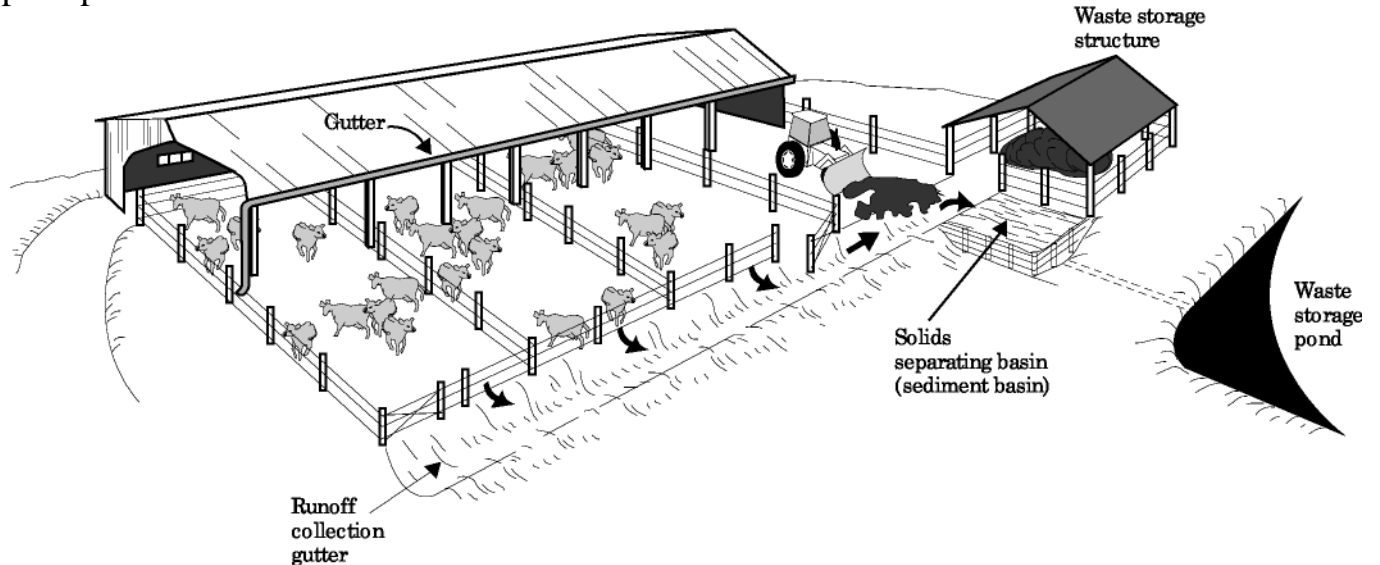 Waste storage
structure
Gutter
Waste
storage
pond
Solids
separating basin
(sediment basin)
Runoff
collection
gutter